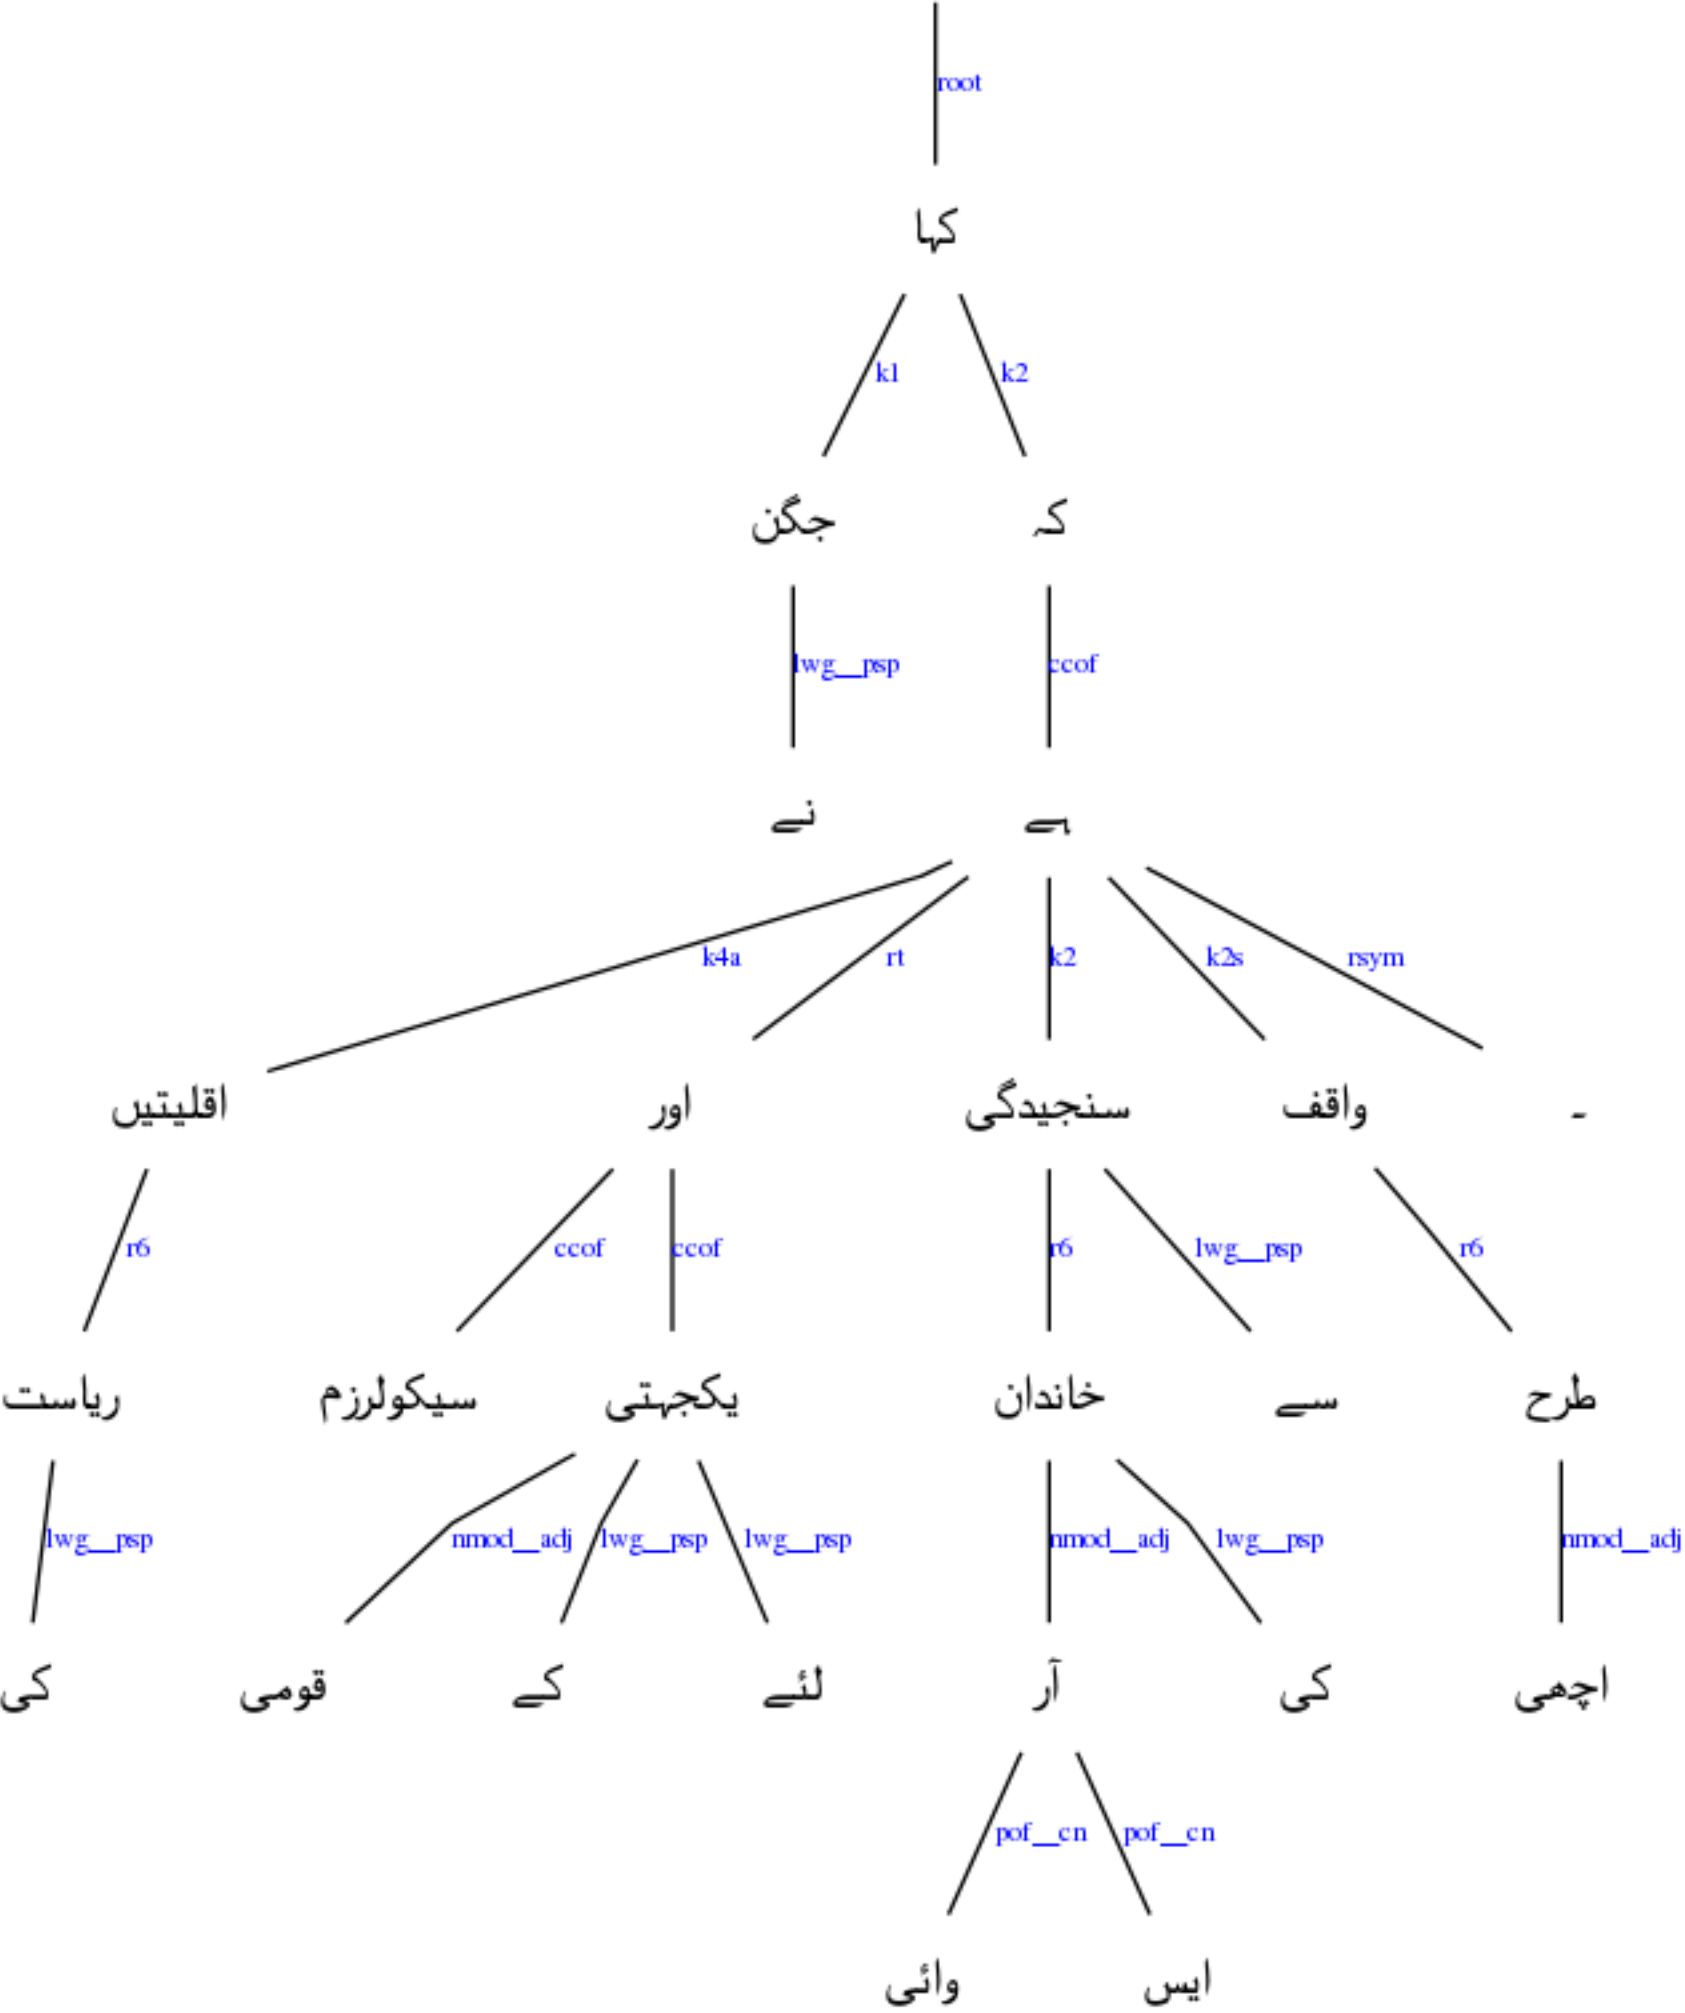 root
کہا
k1 k2
جگن کہ
lwg__psp ccof
نے ہے
k4a rt k2 k2s rsym
اقلیتیں اور سنجیدگی واقف ۔
r6 ccof ccof r6 lwg__psp r6
ریاست سیکولرزم یکجہتی خاندان سے طرح
lwg__psp nmod__adj lwg__psp lwg__psp nmod__adj lwg__psp nmod__adj
کی قومی کے لئے آر کی اچھی
pof__cn pof__cn
وائی ایس